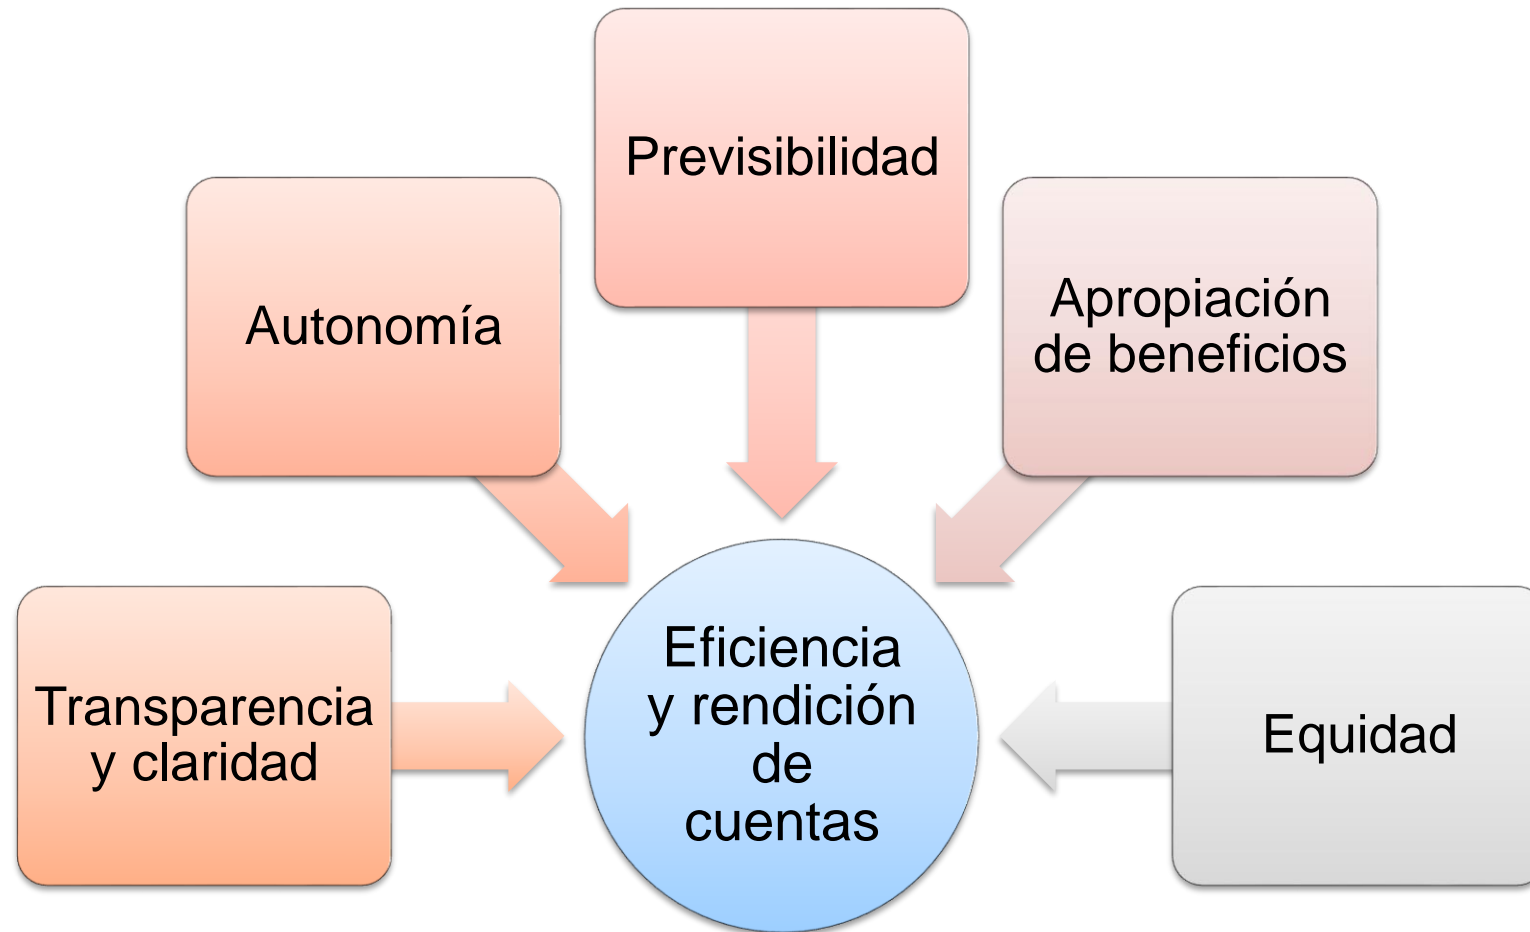 Previsibilidad
Autonomía
Apropiación
de beneficios
Transparencia
y claridad
Eficiencia
y rendición
de
cuentas
Equidad